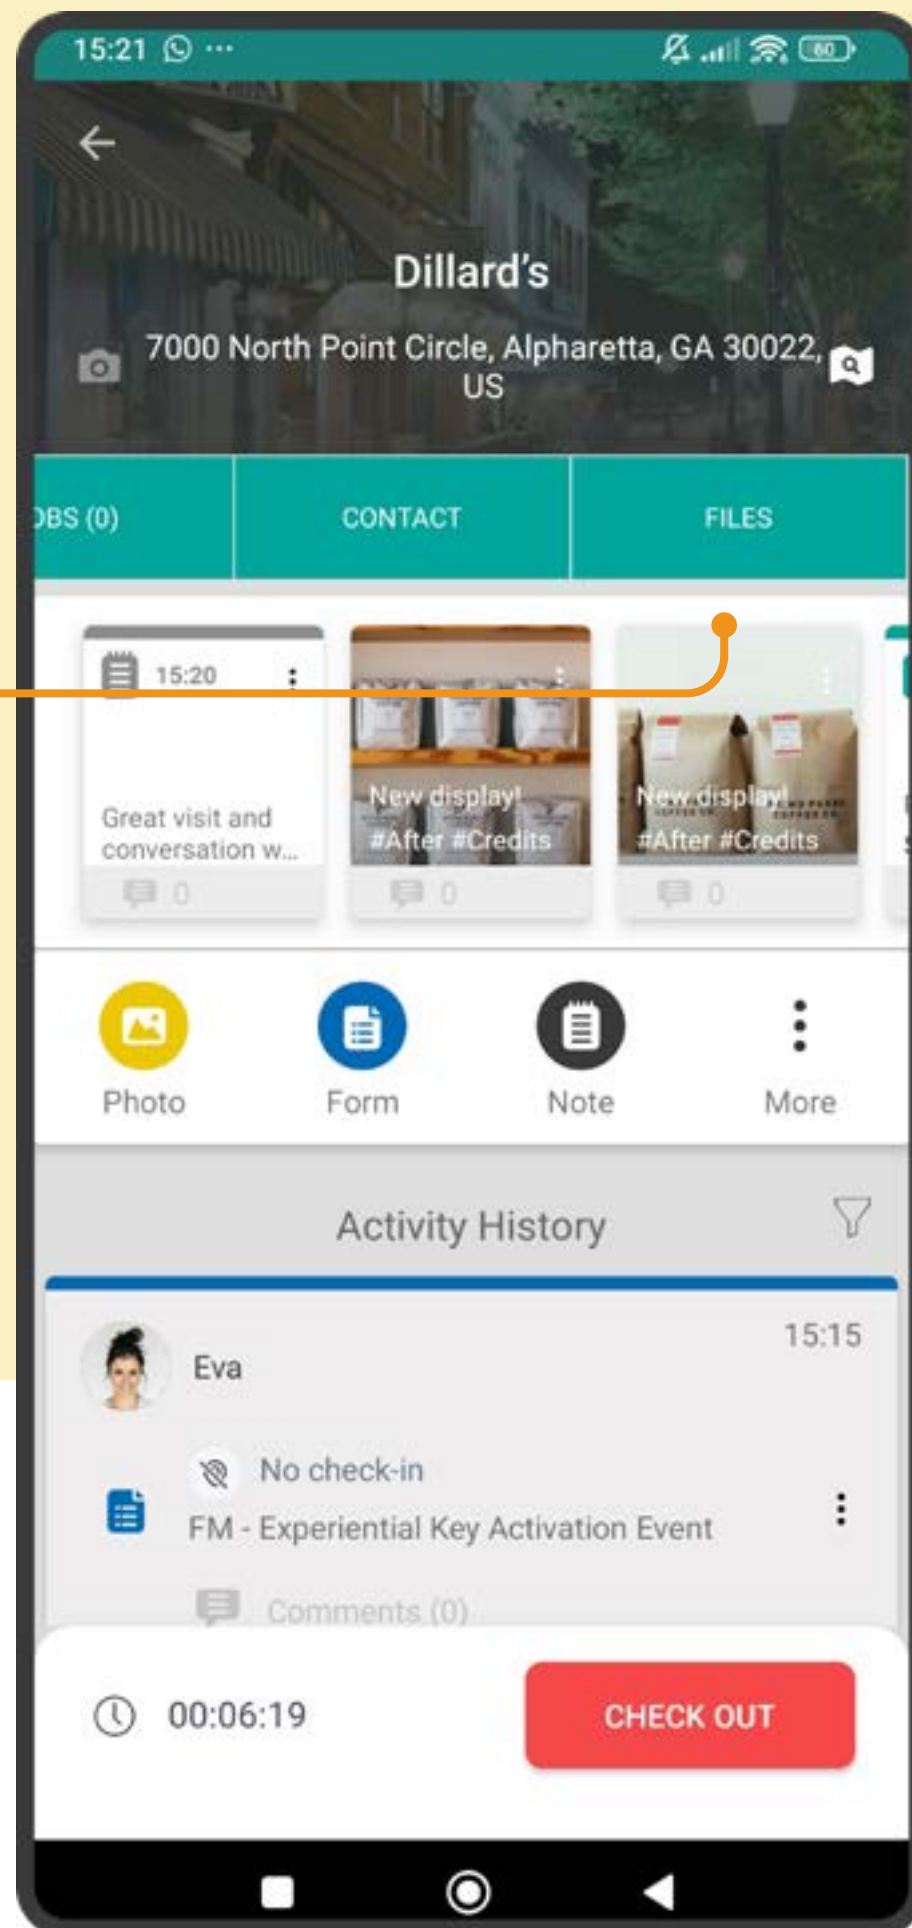 15:21
60
Dillard's
7000 North Point Circle, Alpharetta, GA 30022,
US
OBS (0)
CONTACT
FILES
15:20
Great visit and
conversation w...
0
New display!
#After #Credits
0
New display!
#After #Credits
0
Photo
Form
Note
More
Activity History
15:15
Eva
No check-in
FM - Experiential Key Activation Event
Comments (0)
00:06:19
CHECK OUT